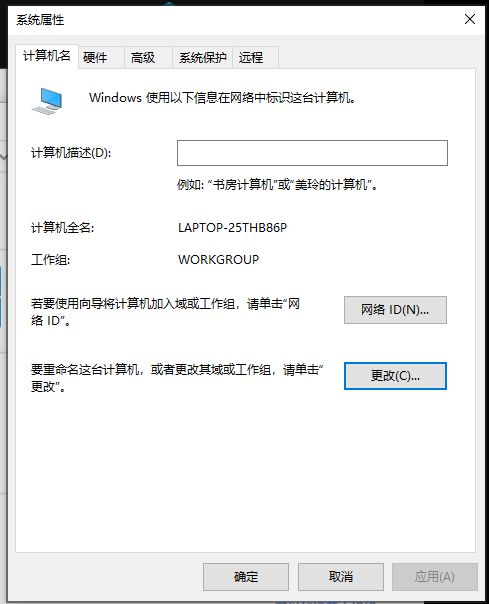 系统属性
计算机名 硬件 高级 系统保护 远程
Windows 使用以下信息在网络中标识这台计算机。
计算机描述(D):
例如: “书房计算机”或“美玲的计算机”。
计算机全名: LAPTOP-25THB86P
工作组: WORKGROUP
若要使用向导将计算机加入域或工作组，请单击“网
络 ID”。
网络 ID(N)...
要重命名这台计算机，或者更改其域或工作组，请单击“
更改”。
更改(C)...
确定 取消 应用(A)